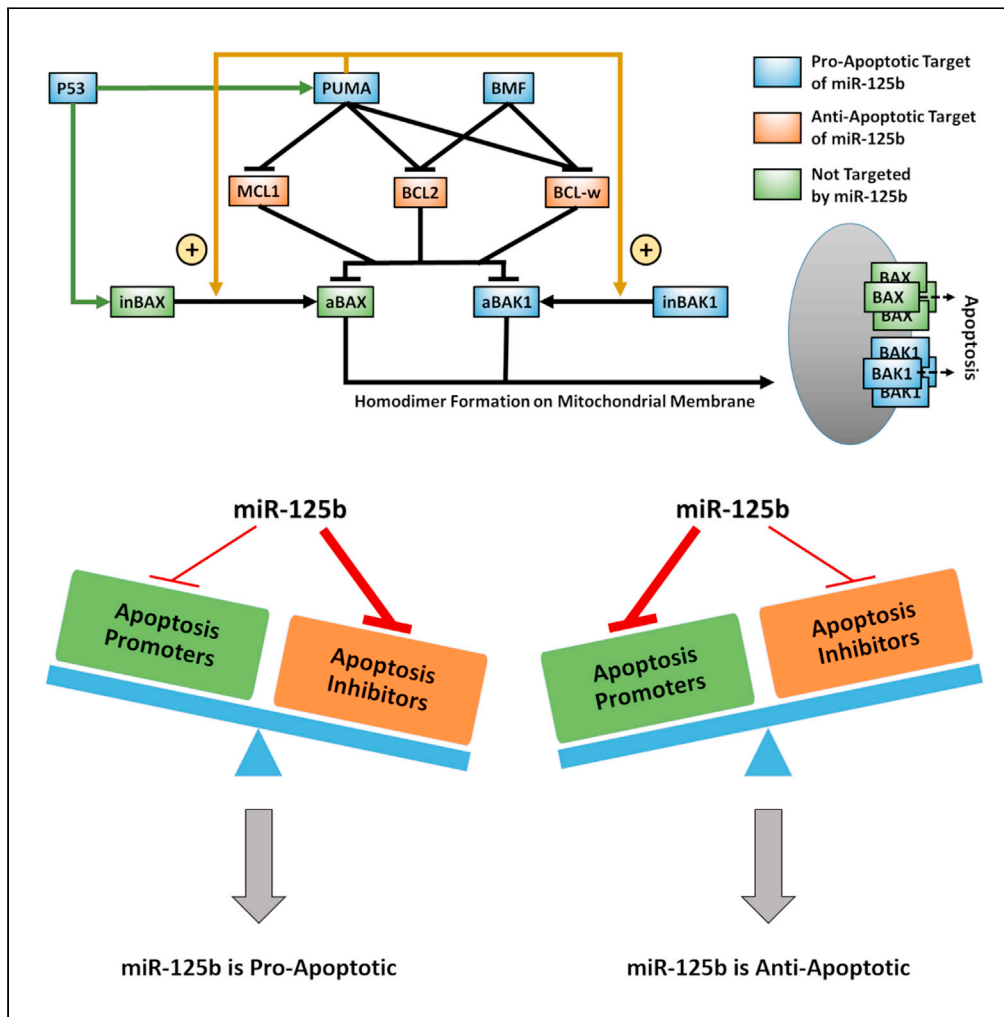 P53
PUMA
BMF
Pro-Apoptotic Target
of miR-125b
Anti-Apoptotic Target
of miR-125b
Not Targeted
by miR-125b
MCL1
BCL2
BCL-w
+
+
inBAX
aBAX
aBAK1
inBAK1
BAX
BAX
BAX
BAK1
BAK1
BAK1
Apoptosis
Homodimer Formation on Mitochondrial Membrane
miR-125b
Apoptosis
Promoters
Apoptosis
Inhibitors
miR-125b is Pro-Apoptotic
miR-125b
Apoptosis
Promoters
Apoptosis
Inhibitors
miR-125b is Anti-Apoptotic